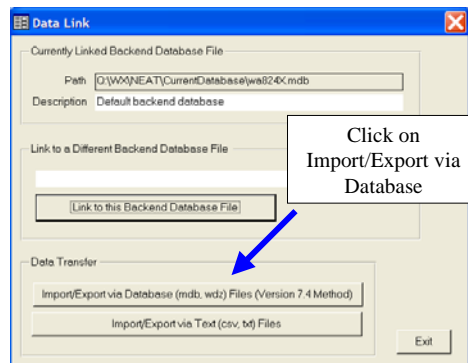 Data Link
Currently Linked Backend Database File
Path Q:\WX\NEAT\CurrentDatabase\wa824X.mdb
Description Default backend database
Click on
Import/Export via
Database
Link to a Different Backend Database File
Link to this Backend Database File
Data Transfer
Import/Export via Database (mdb, wdz) Files (Version 7.4 Method)
Import/Export via Text (csv, txt) Files
Exit